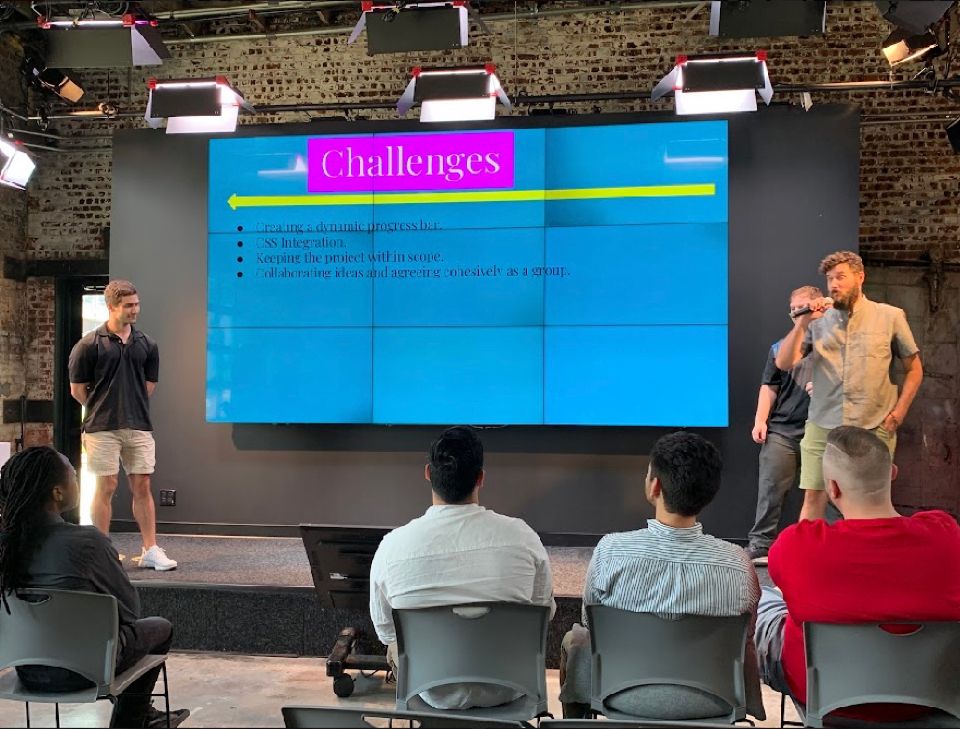 Challenges
Creating a dynamic progress bar.
CSS Integration.
Keeping the project within scope.
Collaborating ideas and agreeing cohesively as a group.